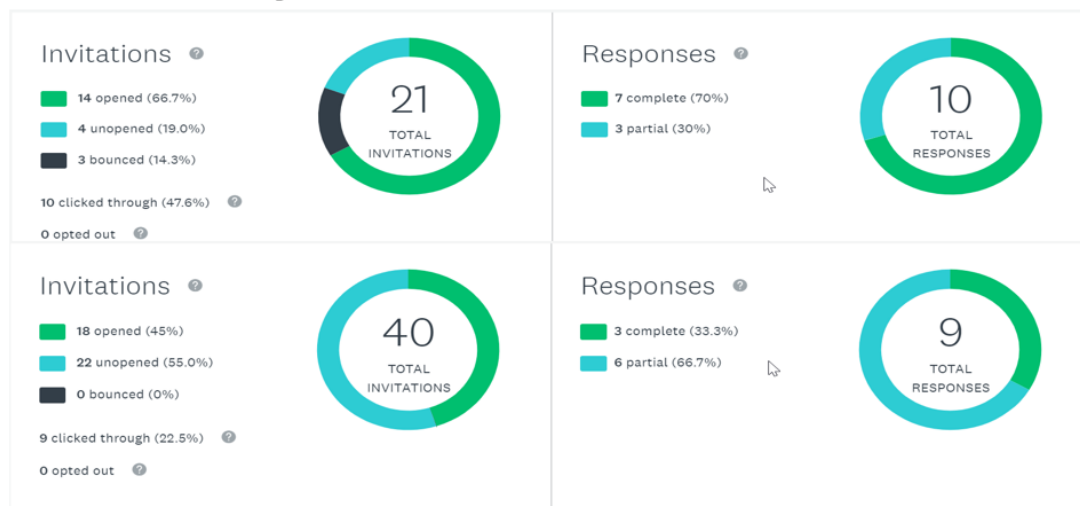 Invitations ?
14 opened (66.7%)
4 unopened (19.0%)
3 bounced (14.3%)
10 clicked through (47.6%) ?
0 opted out ?
21
TOTAL
INVITATIONS
Responses ?
7 complete (70%)
3 partial (30%)
10
TOTAL
RESPONSES
Invitations ?
18 opened (45%)
22 unopened (55.0%)
0 bounced (0%)
9 clicked through (22.5%) ?
0 opted out ?
40
TOTAL
INVITATIONS
Responses ?
3 complete (33.3%)
6 partial (66.7%)
9
TOTAL
RESPONSES